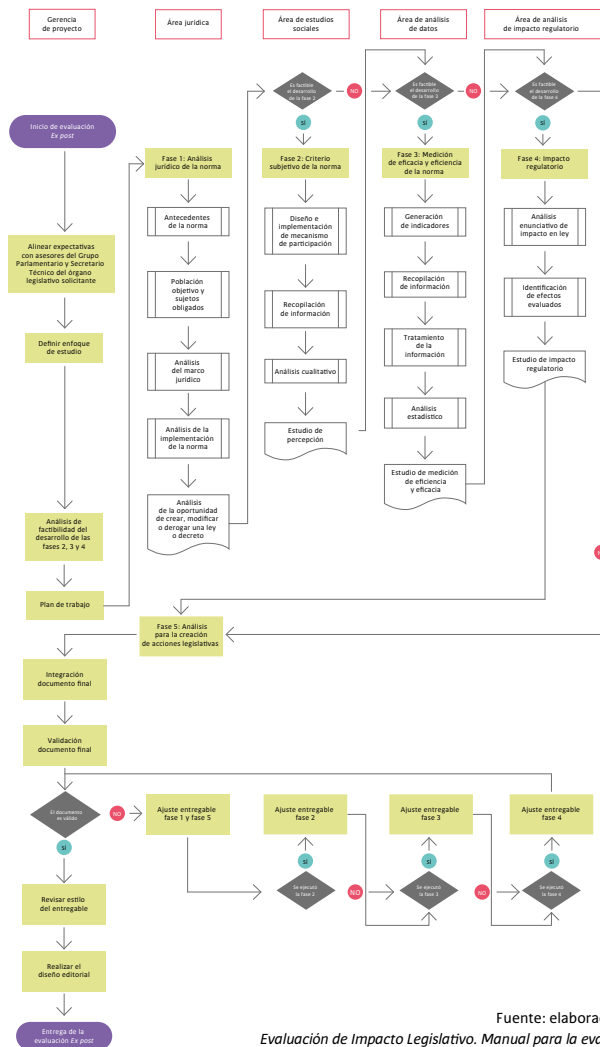 Gerencia
de proyecto
Área jurídica
Área de estudios
sociales
Área de análisis
de datos
Área de análisis
de impacto regulatorio
Es factible
el desarrollo
de la fase 2
NO
Es factible
el desarrollo
de la fase 3
NO
Es factible
el desarrollo
de la fase 4
sí
sí
sí
Inicio de evaluación
Ex post
Fase 1: Análisis
jurídico de la norma
Fase 2: Criterio
subjetivo de la norma
Fase 3: Medición
de eficacia y eficiencia
de la norma
Fase 4: Impacto
regulatorio
Antecedentes
de la norma
Diseño e
implementación
de mecanismo
de participación
Generación
de indicadores
Análisis
enunciativo de
impacto en ley
Alinear expectativas
con asesores del Grupo
Parlamentario y Secretario
Técnico del órgano
legislativo solicitante
Población
objetivo y
sujetos
obligados
Recopilación
de información
Recopilación
de información
Identificación
de efectos
evaluados
Definir enfoque
de estudio
Análisis
del marco
jurídico
Análisis cualitativo
Tratamiento
de la
información
Estudio de impacto
regulatorio
Análisis de la
implementación
de la norma
Estudio de
percepción
Análisis
estadístico
Análisis
de la oportunidad
de crear, modificar
o derogar una ley
o decreto
Estudio de medición
de eficiencia
y eficacia
Análisis de
factibilidad del
desarrollo de las
fases 2, 3 y 4
Plan de trabajo
Fase 5: Análisis
para la creación
de acciones legislativas
Integración
documento final
Validación
documento final
El documento
es válido
NO
Ajuste entregable
fase 1 y fase 5
Ajuste entregable
fase 2
Ajuste entregable
fase 3
Ajuste entregable
fase 4
sí
sí
sí
sí
Se ejecutó
la fase 2
NO
Se ejecutó
la fase 3
NO
Se ejecutó
la fase 4
Revisar estilo
del entregable
Realizar el
diseño editorial
Entrega de la
evaluación Ex post
Fuente: elabora
Evaluación de Impacto Legislativo. Manual para la eva